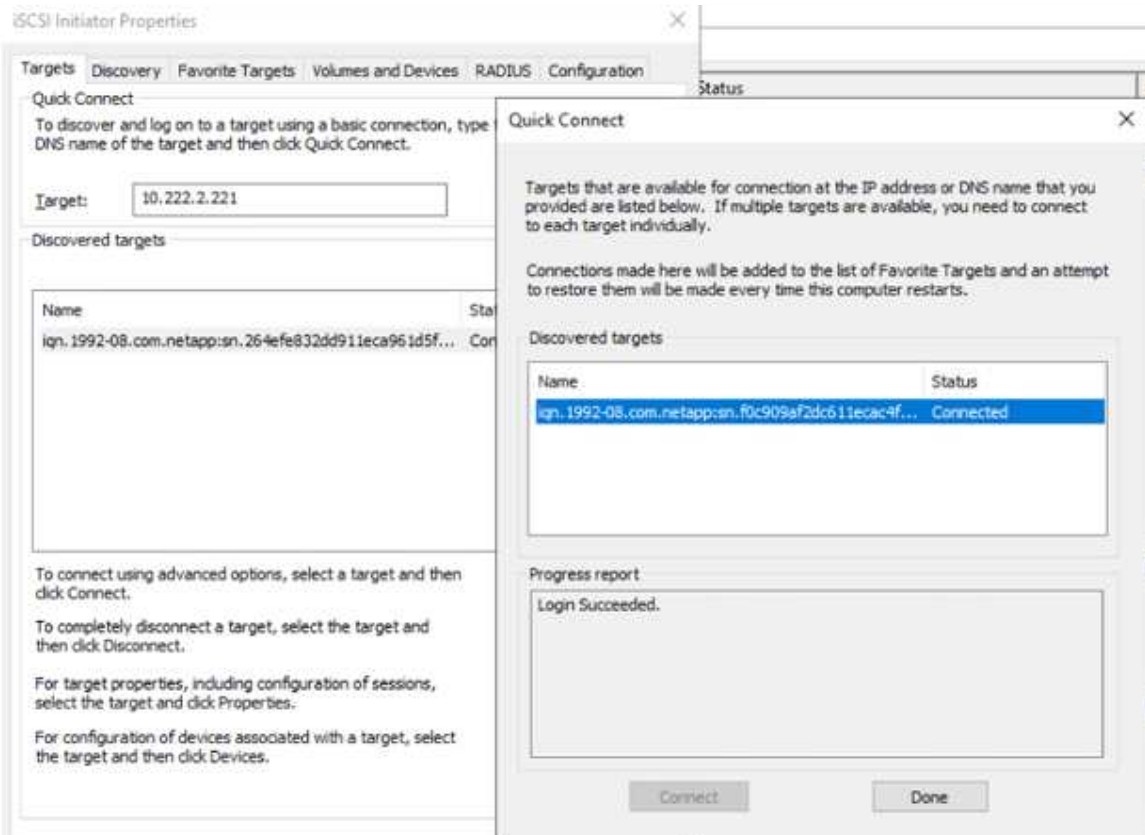 iSCSI Initiator Properties
Targets Discovery Favorite Targets Volumes and Devices RADIUS Configuration
Quick Connect
To discover and log on to a target using a basic connection, type
DNS name of the target and then click Quick Connect.
Target: 10.222.2.221
Discovered targets
Name Sta
iqn.1992-08.com.netapp:sn.264efe832dd911eca961d5f... Con
To connect using advanced options, select a target and then
click Connect.
To completely disconnect a target, select the target and
then click Disconnect.
For target properties, including configuration of sessions,
select the target and click Properties.
For configuration of devices associated with a target, select
the target and then click Devices.
Status
Quick Connect
Targets that are available for connection at the IP address or DNS name that you
provided are listed below. If multiple targets are available, you need to connect
to each target individually.
Connections made here will be added to the list of Favorite Targets and an attempt
to restore them will be made every time this computer restarts.
Discovered targets
Name Status
iqn.1992-08.com.netapp:sn.f0c909af2dc611ecac4f... Connected
Progress report
Login Succeeded.
Connect Done